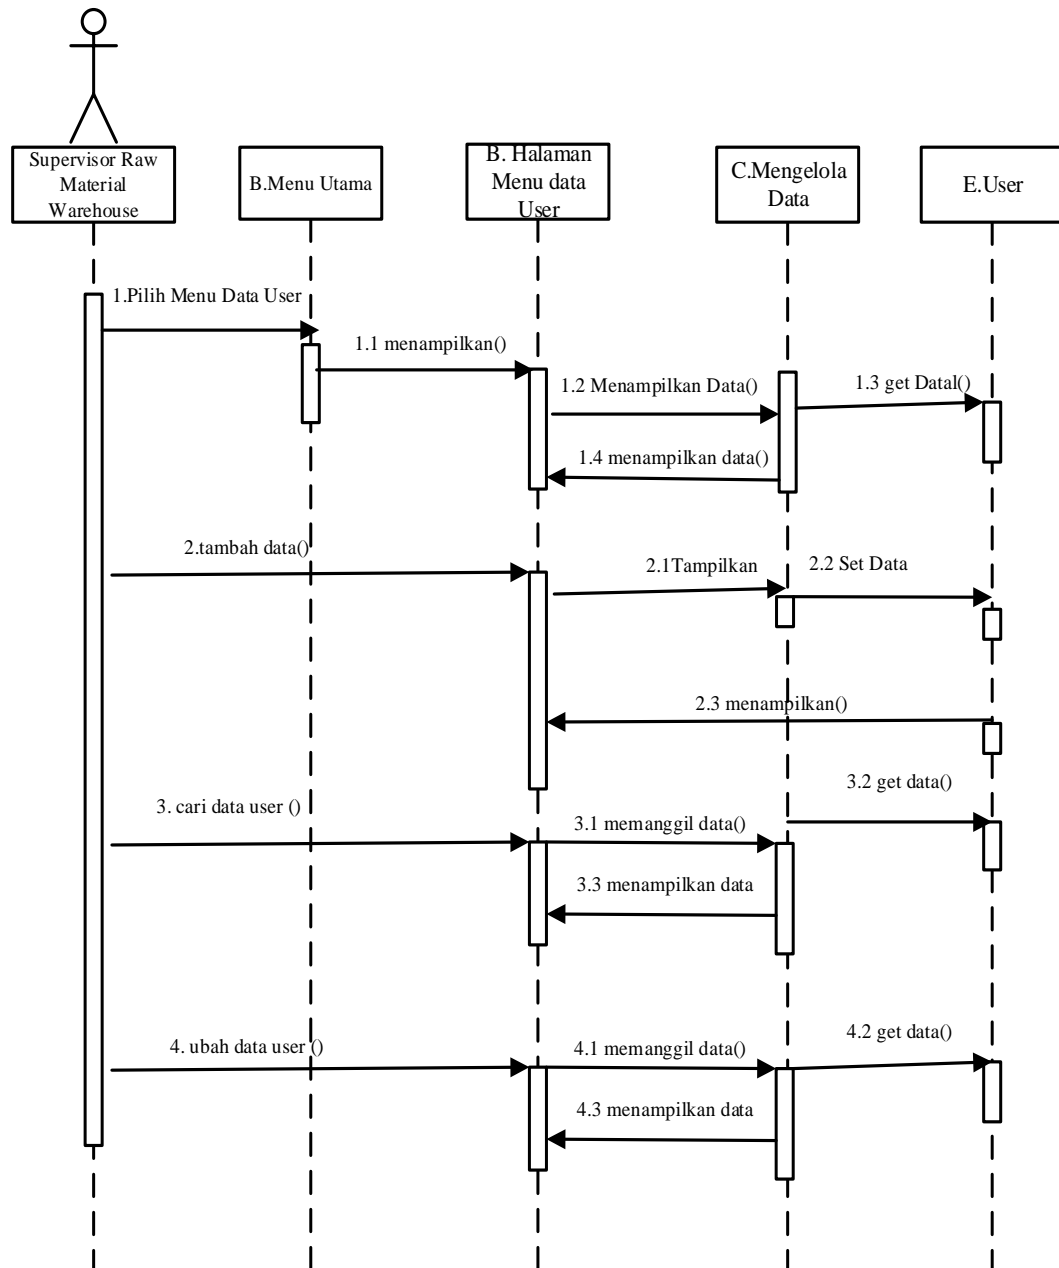 Supervisor Raw
Material
Warehouse
B.Menu Utama
B. Halaman
Menu data
User
C.Mengelola
Data
E.User
1.Pilih Menu Data User
1.1 menampilkan()
1.2 Menampilkan Data()
1.3 get Datal()
1.4 menampilkan data()
2.tambah data()
2.1Tampilkan
2.2 Set Data
2.3 menampilkan()
3. cari data user ()
3.1 memanggil data()
3.2 get data()
3.3 menampilkan data
4. ubah data user ()
4.1 memanggil data()
4.2 get data()
4.3 menampilkan data